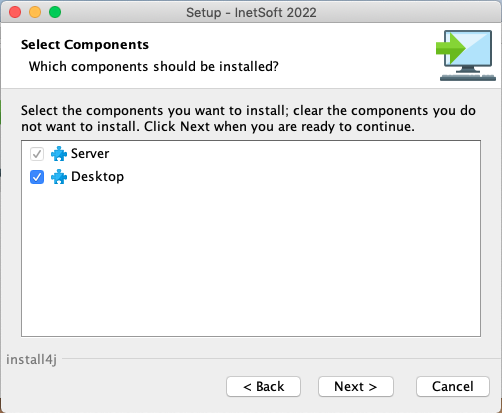 Setup - InetSoft 2022
Select Components
Which components should be installed?
Select the components you want to install; clear the components you do
not want to install. Click Next when you are ready to continue.
Server
Desktop
install4j
< Back
Next >
Cancel